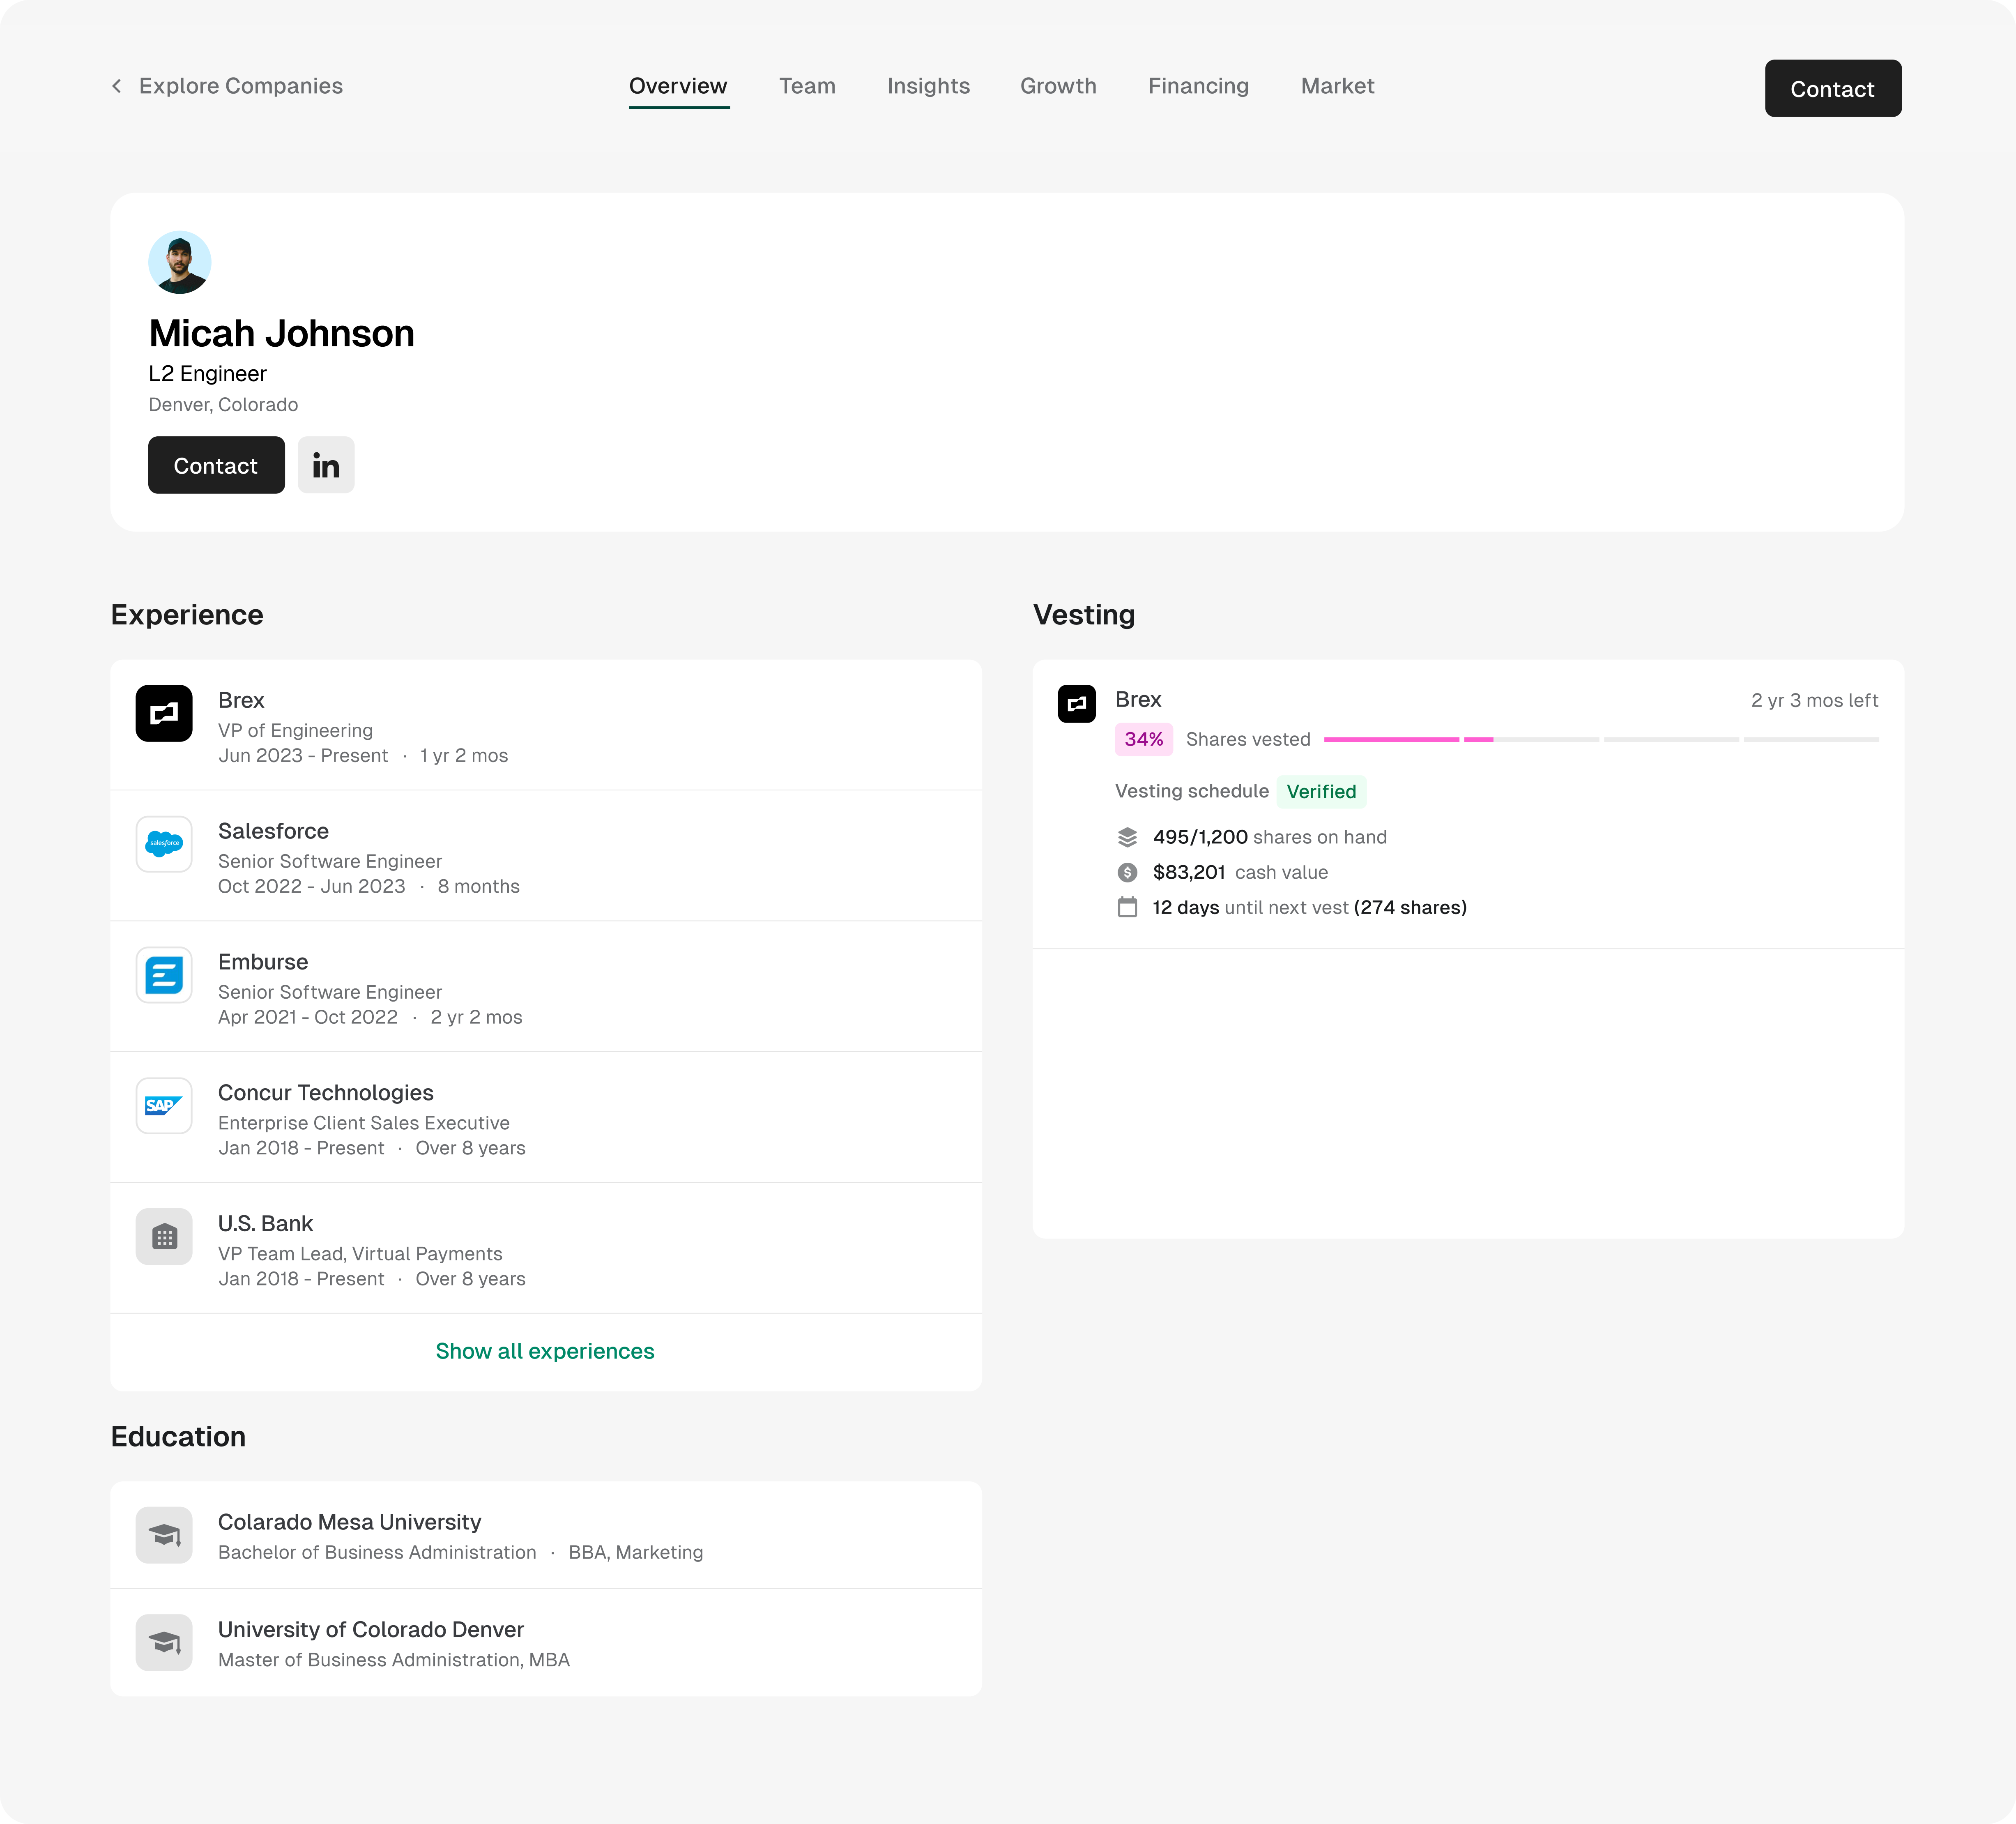 Explore Companies
Overview
Team
Insights
Growth
Financing
Market
Contact
Micah Johnson
L2 Engineer
Denver, Colorado
Contact
in
Experience
Brex
VP of Engineering
Jun 2023 - Present · 1 yr 2 mos
salesforce
Salesforce
Senior Software Engineer
Oct 2022 - Jun 2023 · 8 months
Emburse
Senior Software Engineer
Apr 2021 - Oct 2022 · 2 yr 2 mos
SAP
Concur Technologies
Enterprise Client Sales Executive
Jan 2018 - Present · Over 8 years
U.S. Bank
VP Team Lead, Virtual Payments
Jan 2018 - Present · Over 8 years
Show all experiences
Education
Colarado Mesa University
Bachelor of Business Administration · BBA, Marketing
University of Colorado Denver
Master of Business Administration, MBA
Vesting
Brex
2 yr 3 mos left
34% Shares vested
Vesting schedule Verified
495/1,200 shares on hand
$ $83,201 cash value
12 days until next vest (274 shares)